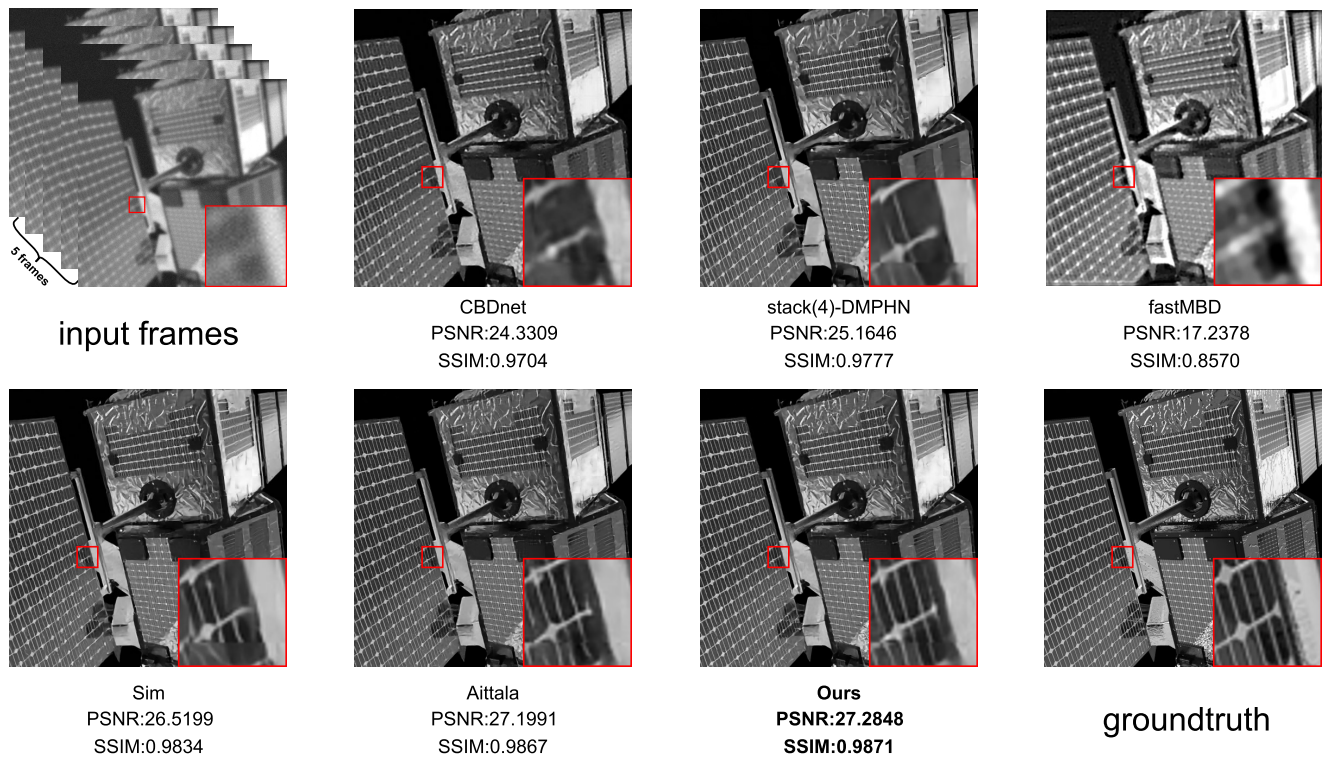 5 frames
input frames
CBDnet
PSNR:24.3309
SSIM:0.9704
stack(4)-DMPHN
PSNR:25.1646
SSIM:0.9777
fastMBD
PSNR:17.2378
SSIM:0.8570
Sim
PSNR:26.5199
SSIM:0.9834
Aittala
PSNR:27.1991
SSIM:0.9867
Ours
PSNR:27.2848
SSIM:0.9871
groundtruth